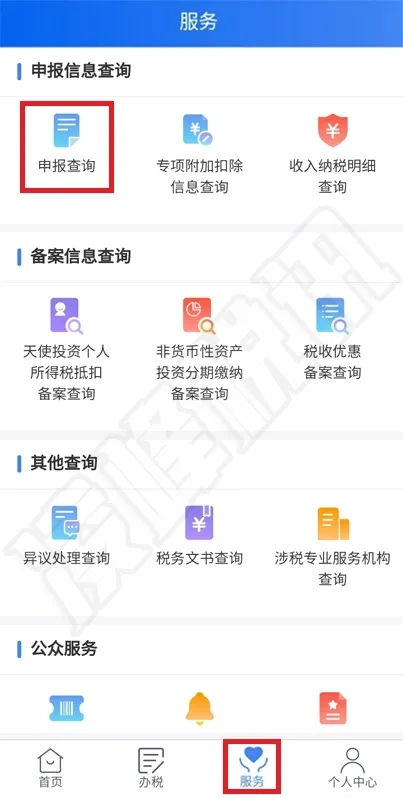 服务
申报信息查询
申报查询
专项附加扣除
信息查询
收入纳税明细
查询
备案信息查询
天使投资个人
所得税抵扣
备案查询
非货币性资产
投资分期缴纳
备案查询
税收优惠
备案查询
其他查询
异议处理查询
税务文书查询
涉税专业服务机构
查询
公众服务
首页
办税
服务
个人中心